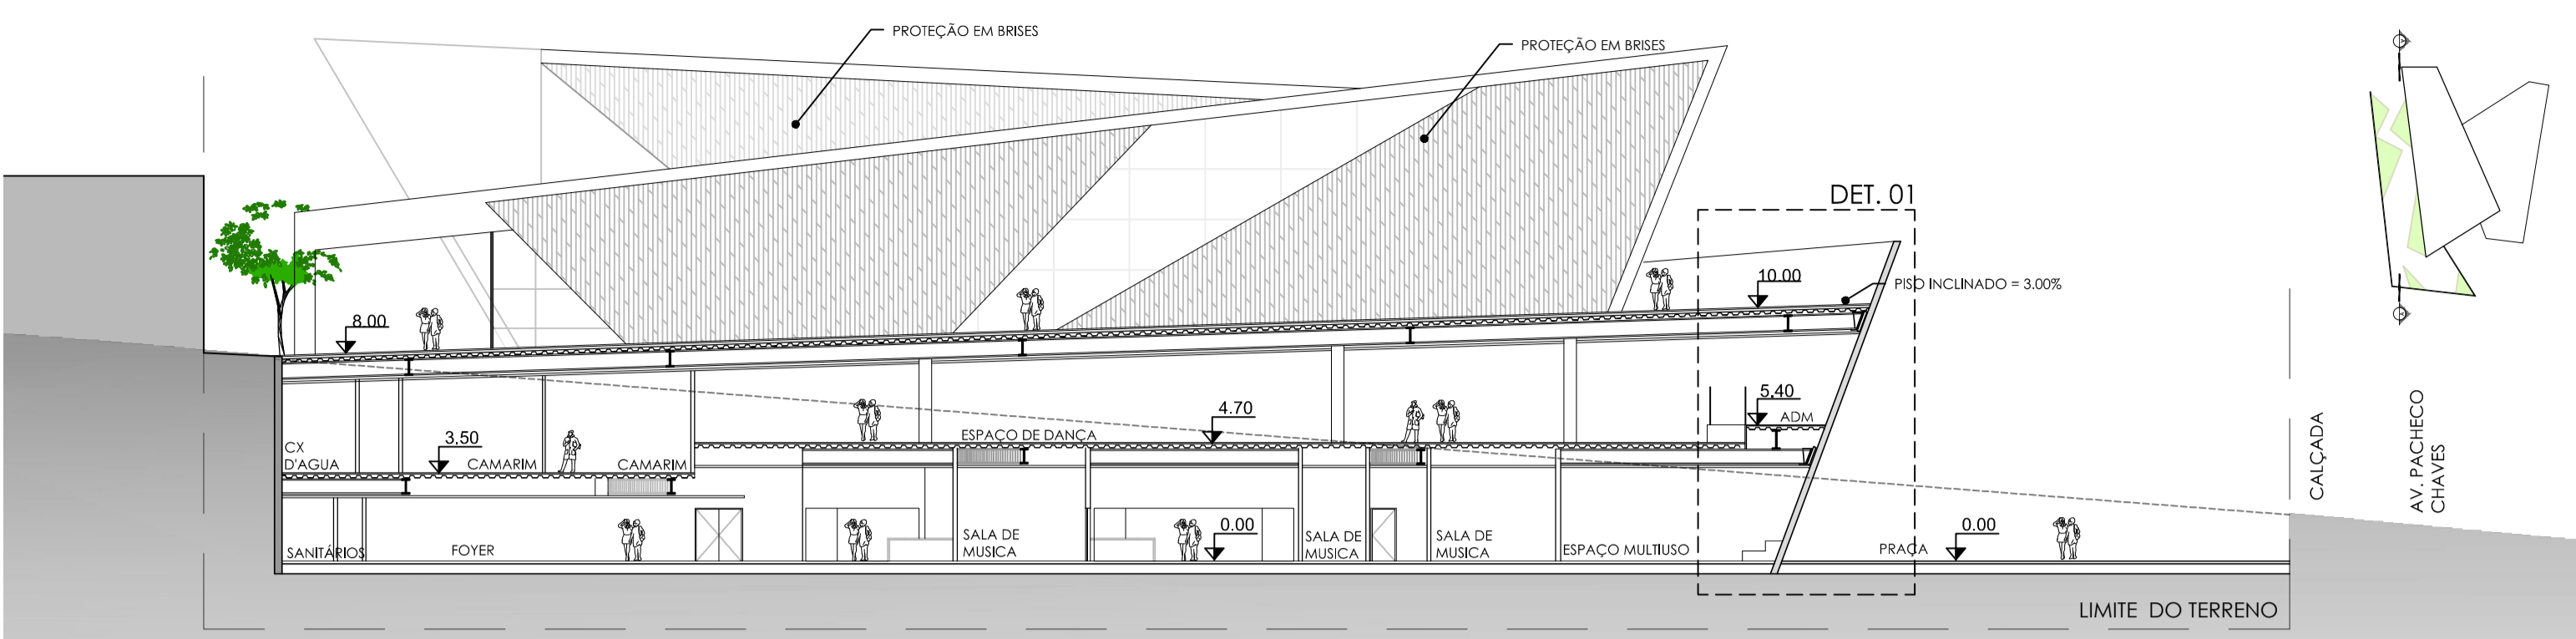 PROTEÇÃO EM BRISES
PROTEÇÃO EM BRISES
DET. 01
10.00
PISO INCLINADO = 3.00%
8.00
5,40
ADM
4.70
ESPAÇO DE DANÇA
3,50
CX
D'AGUA
CAMARIM
CAMARIM
SANITÁRIOS
FOYER
SALA DE
MUSICA
0.00
SALA DE
MUSICA
SALA DE
MUSICA
ESPAÇO MULTIUSO
PRAÇA
0.00
CALÇADA
AV. PACHECO
CHAVES
LIMITE DO TERRENO